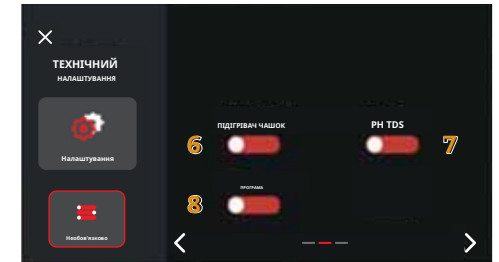 ТЕХНІЧНИЙ
НАЛАШТУВАННЯ
Налаштування
Необов'язково
ПІДІГРІВАЧ ЧАШОК
PH TDS
6
7
ПРОГРАМА
8